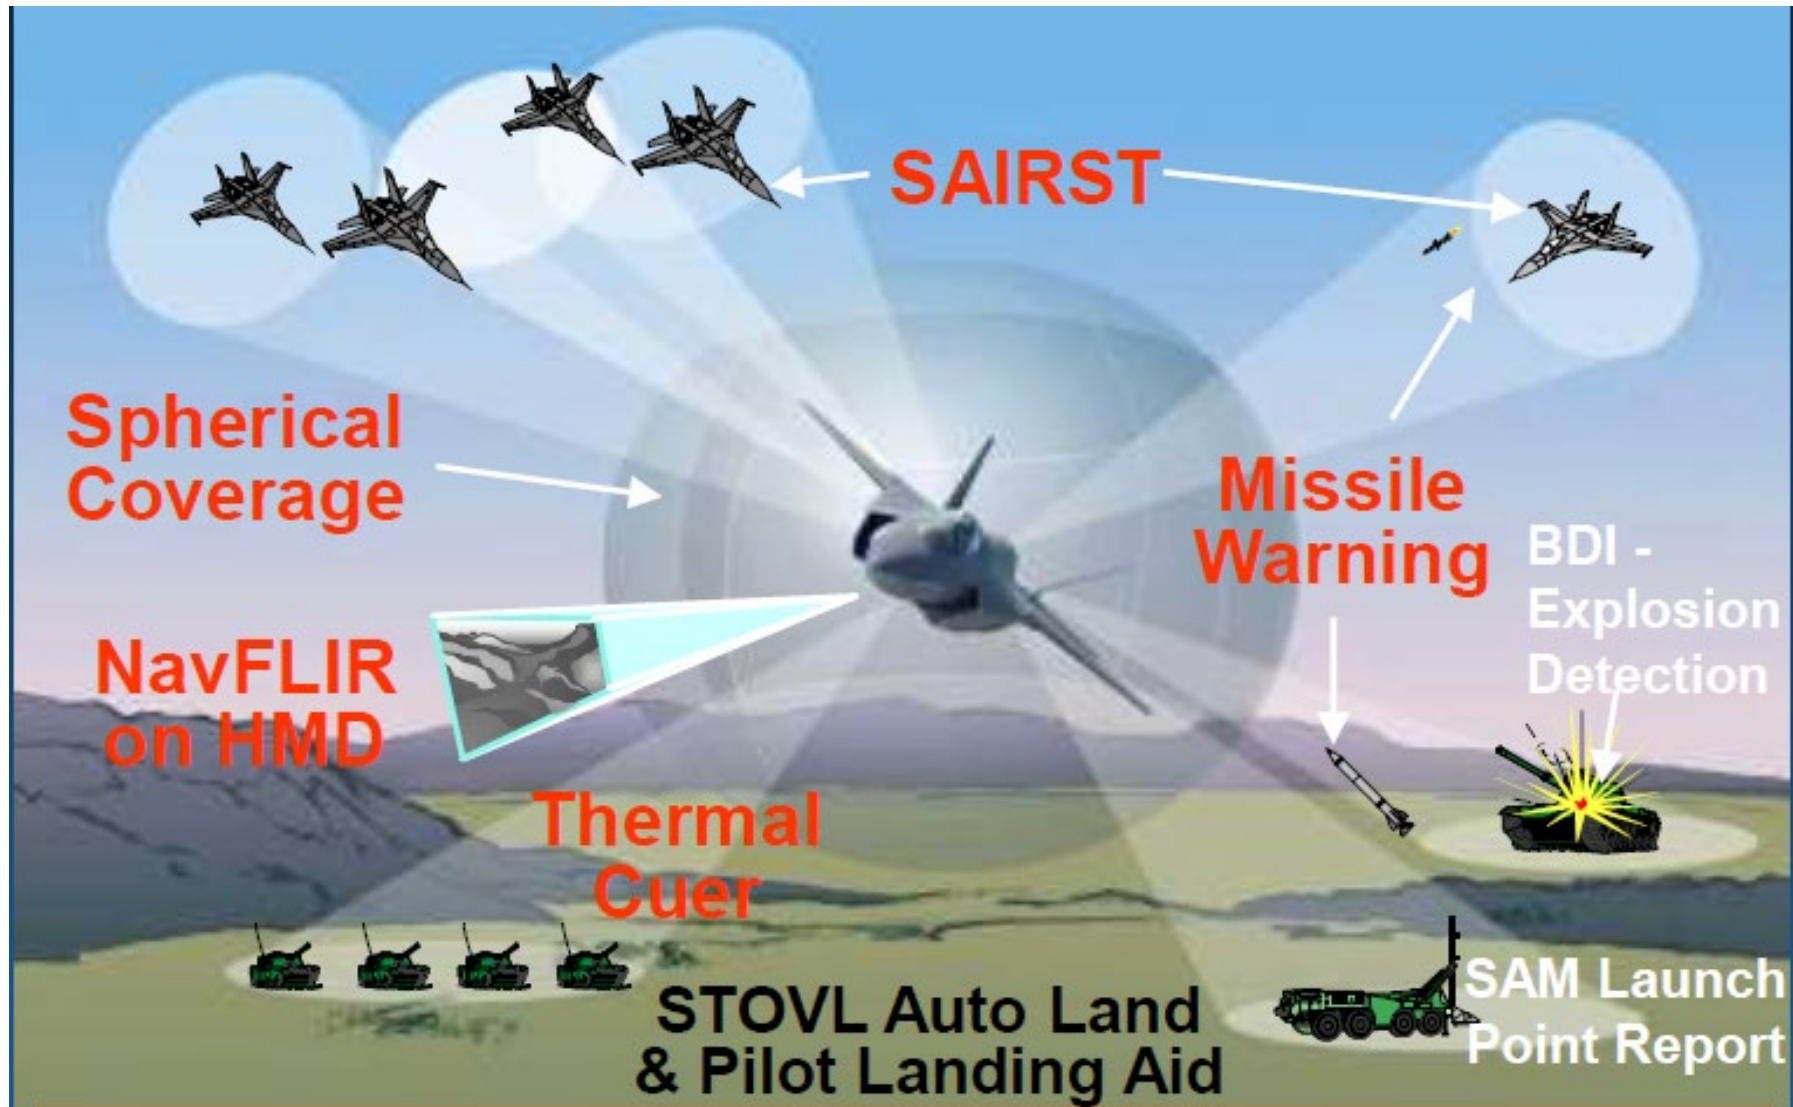 SAIRST
Spherical
Coverage
Missile
Warning
BDI -
Explosion
Detection
NavFLIR
on HMD
Thermal
Cuer
SAM Launch
Point Report
STOVL Auto Land
& Pilot Landing Aid